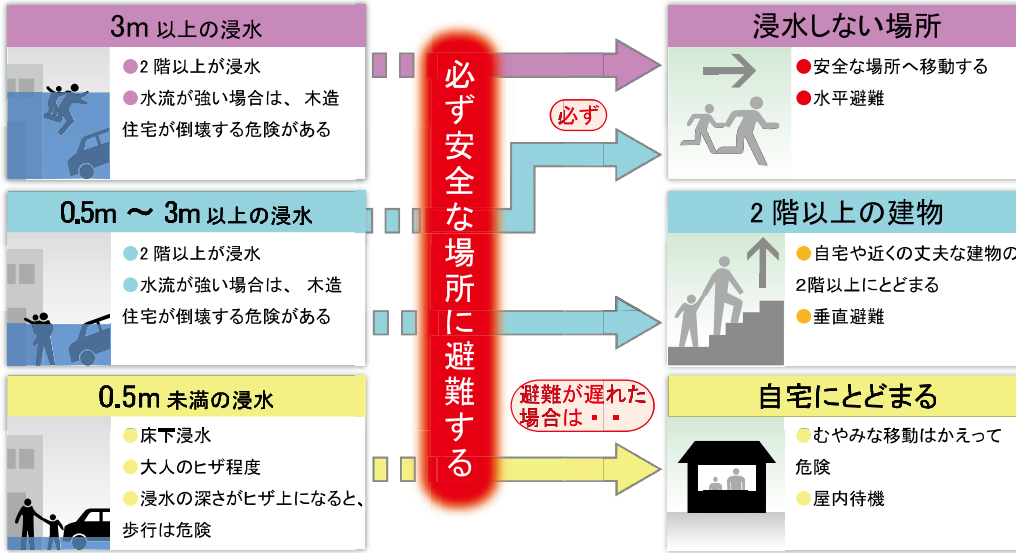 3m 以上の浸水
●2 階以上が浸水
●水流が強い場合は、 木造
住宅が倒壊する危険がある
0.5m ～ 3m 以上の浸水
●2 階以上が浸水
●水流が強い場合は、 木造
住宅が倒壊する危険がある
0.5m 未満の浸水
●床下浸水
●大人のヒザ程度
●浸水の深さがヒザ上になると、
歩行は危険
必ず安全な場所に避難する
必ず
避難が遅れた
場合は・・
浸水しない場所
●安全な場所へ移動する
●水平避難
2 階以上の建物
●自宅や近くの丈夫な建物の
2階以上にとどまる
●垂直避難
自宅にとどまる
●むやみな移動はかえって
危険
●屋内待機